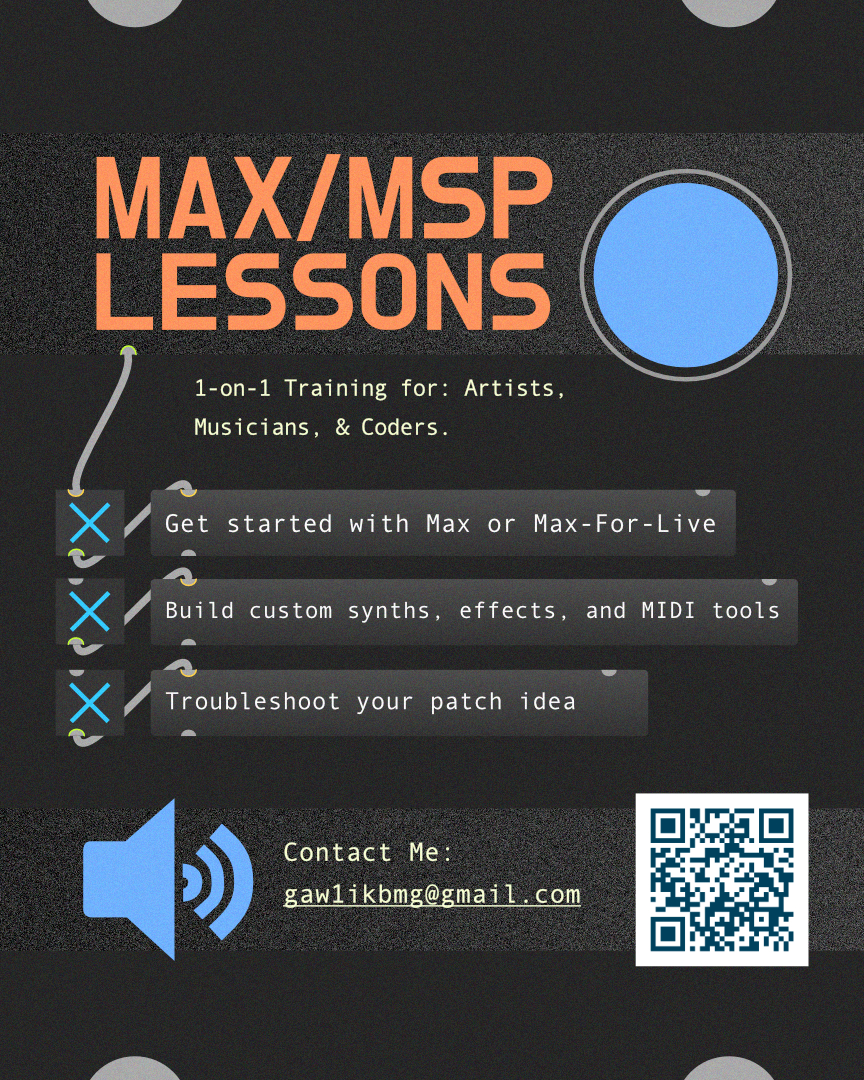 MAX/MSP
LESSONS
1-on-1 Training for: Artists,
Musicians, & Coders.
Get started with Max or Max-For-Live
Build custom synths, effects, and MIDI tools
Troubleshoot your patch idea
Contact Me:
gaw1ikbmg@gmail.com